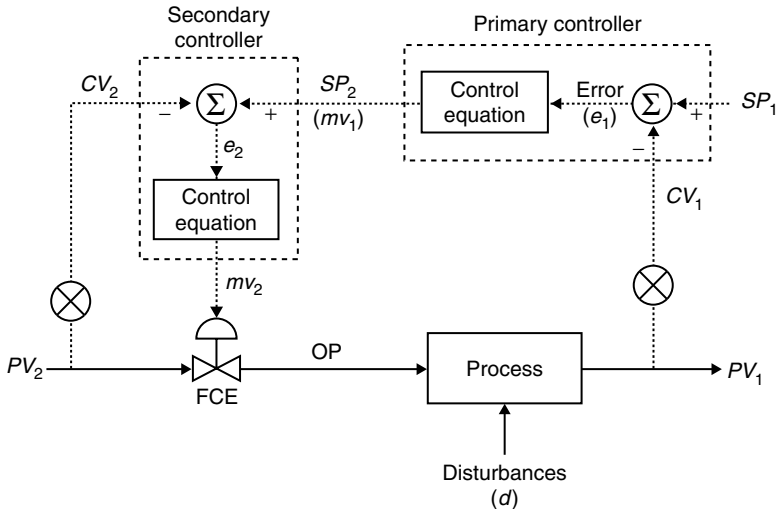 Secondary
controller
Primary controller
CV₂
Σ
−
+
SP₂
(mv₁)
Control
equation
Error
(e₁)
Σ
+
−
SP₁
e₂
Control
equation
CV₁
mv₂
PV₂
OP
FCE
Process
PV₁
Disturbances
(d)